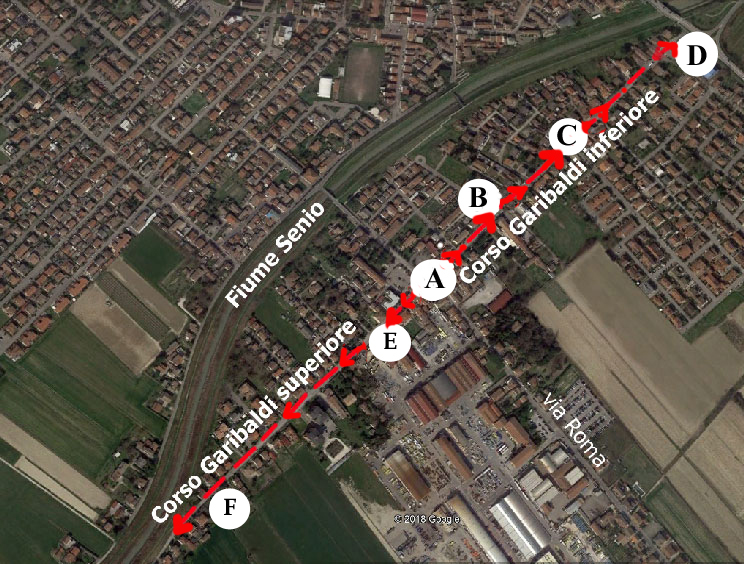 D
C
B
Corso Garibaldi inferiore
Fiume Senio
A
E
Corso Garibaldi superiore
via Roma
F
© 2018 Google